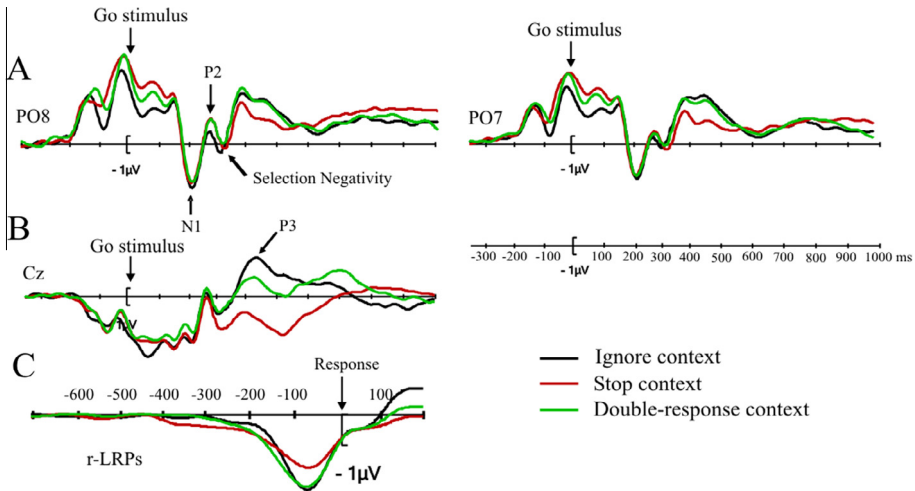 Go stimulus
A
P2
PO8
- 1µV
Selection Negativity
N1
Go stimulus
PO7
- 1µV
B
Go stimulus
P3
Cz
1µV
-300 -200 -100 100 200 300 400 500 600 700 800 900 1000 ms
- 1µV
C
Response
-600 -500 -400 -300 -200 -100 100
r-LRPs
- 1µV
Ignore context
Stop context
Double-response context